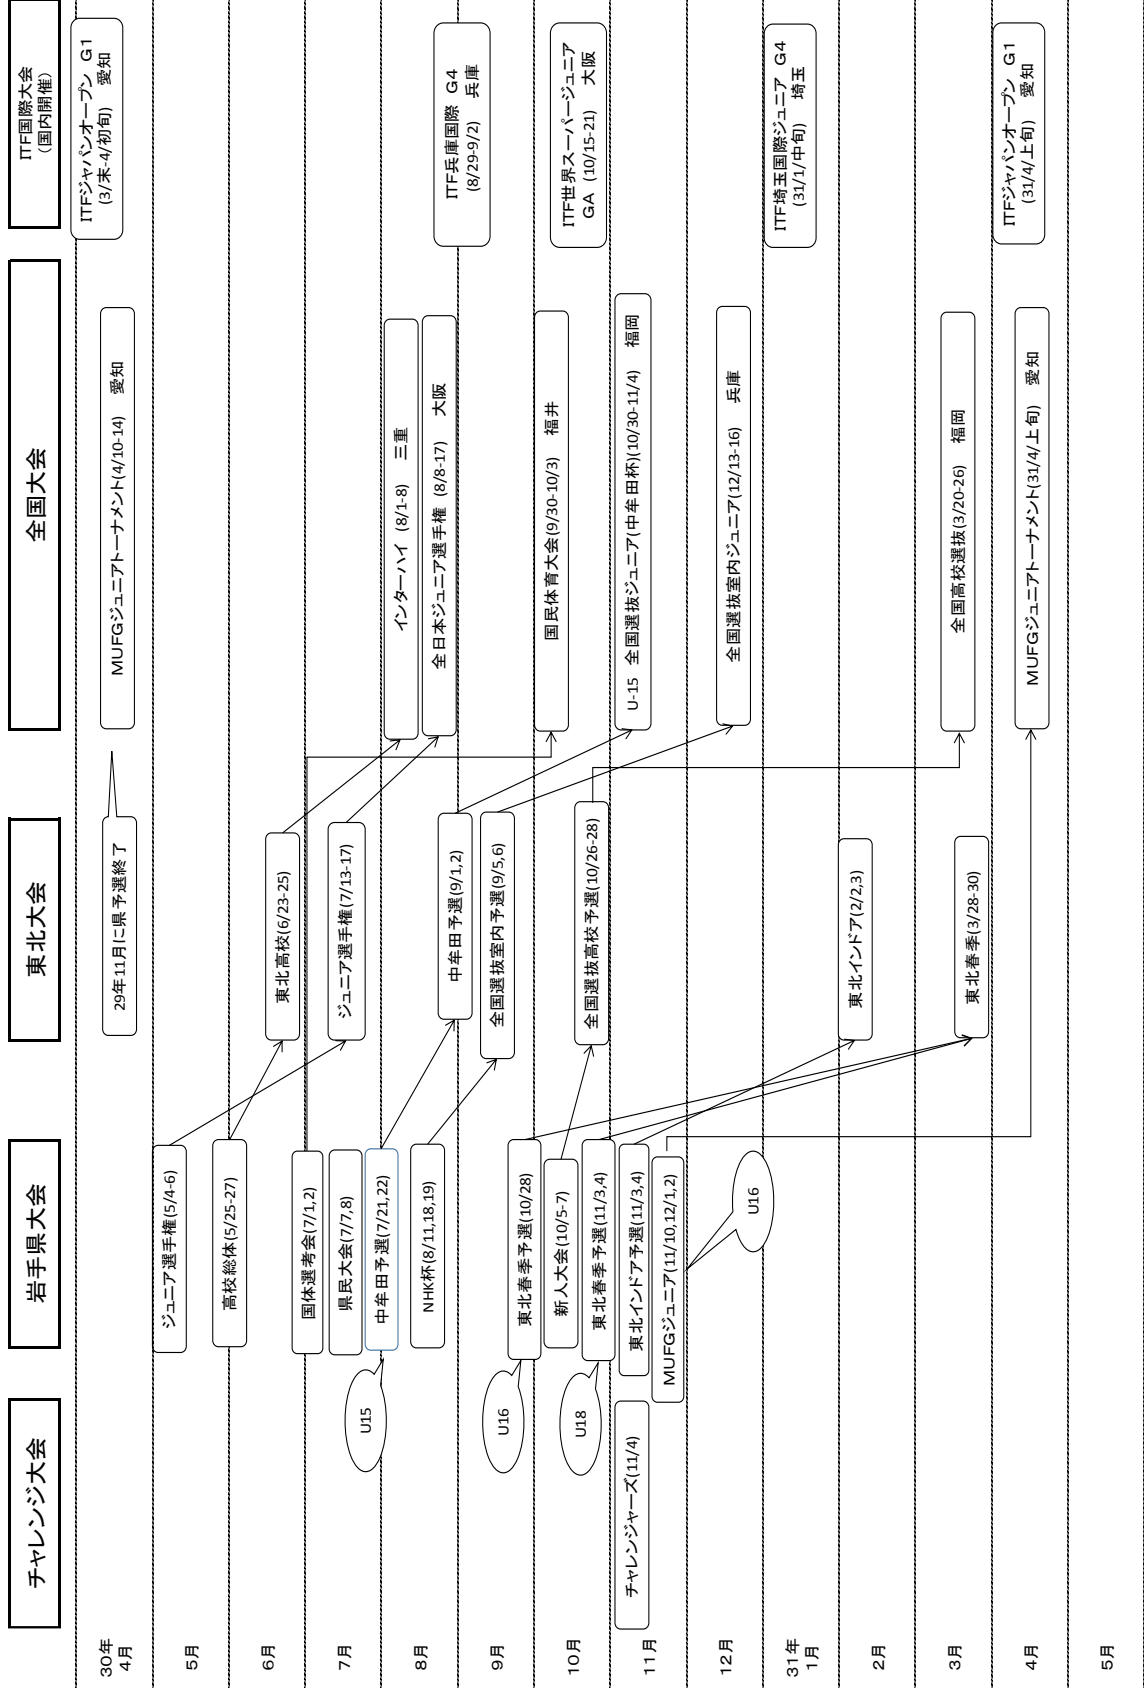 チャレンジ大会
岩手県大会
東北大会
全国大会
ITF国際大会
（国内開催）
30年
4月
29年11月に県予選終了
MUFGジュニアトーナメント(4/10-14)　愛知
ITFジャパンオープン　G1
(3/末-4/初旬)　愛知
5月
ジュニア選手権(5/4-6)
高校総体(5/25-27)
6月
東北高校(6/23-25)
7月
国体選考会(7/1,2)
県民大会(7/7,8)
中牟田予選(7/21,22)
U15
ジュニア選手権(7/13-17)
8月
NHK杯(8/11,18,19)
インターハイ (8/1-8)　三重
全日本ジュニア選手権 (8/8-17)　大阪
ITF兵庫国際　G4
(8/29-9/2)　兵庫
9月
中牟田予選(9/1,2)
全国選抜室内予選(9/5,6)
10月
U16
東北春季予選(10/28)
新人大会(10/5-7)
U18
東北春季予選(11/3,4)
全国選抜高校予選(10/26-28)
国民体育大会(9/30-10/3)　福井
ITF世界スーパージュニア
GA (10/15-21)　大阪
11月
チャレンジャーズ(11/4)
東北インドア予選(11/3,4)
MUFGジュニア(11/10,12/1,2)
U16
U-15　全国選抜ジュニア(中牟田杯)(10/30-11/4)　福岡
12月
全国選抜室内ジュニア(12/13-16)　兵庫
31年
1月
ITF埼玉国際ジュニア　G4
(31/1/中旬)　埼玉
2月
東北インドア(2/2,3)
3月
東北春季(3/28-30)
全国高校選抜(3/20-26)　福岡
4月
MUFGジュニアトーナメント(31/4/上旬)　愛知
ITFジャパンオープン　G1
(31/4/上旬)　愛知
5月